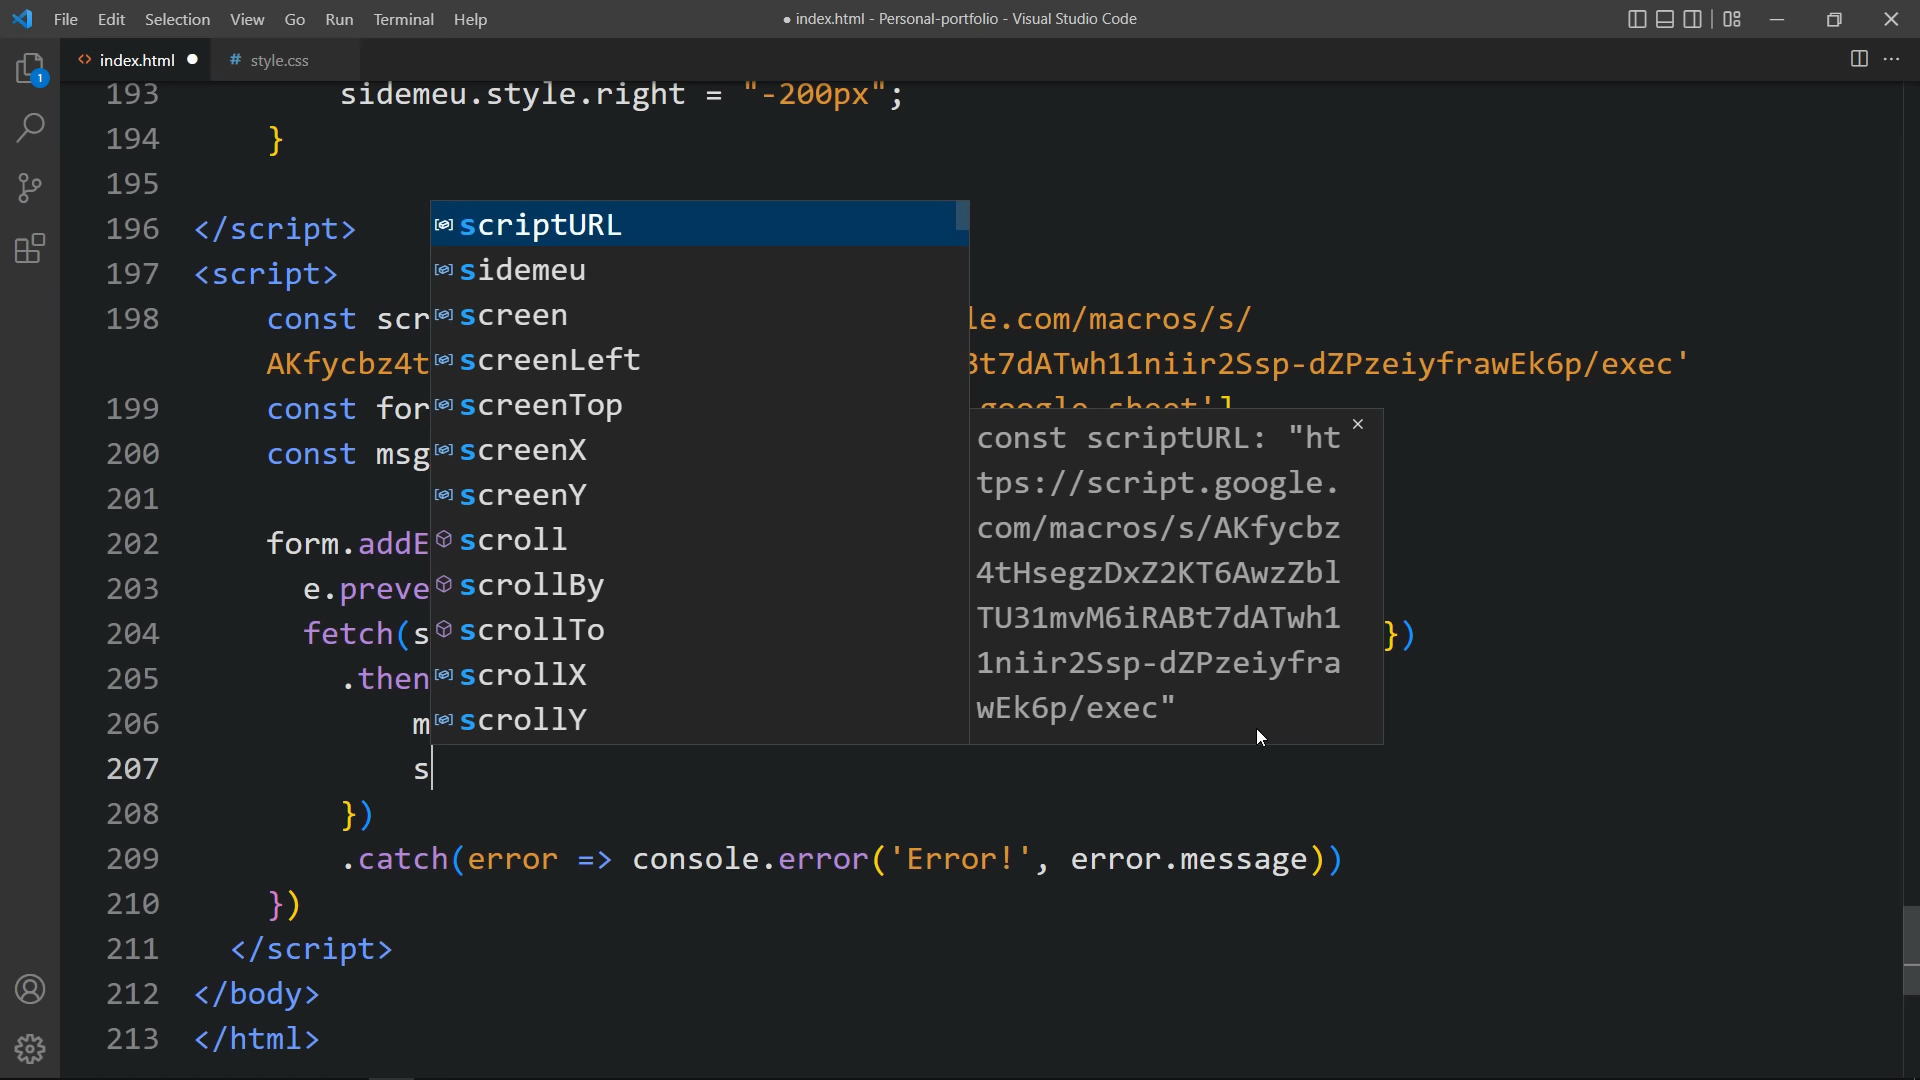 File Edit Selection View Go Run Terminal Help
● index.html - Personal-portfolio - Visual Studio Code
1
<> index.html ●
# style.css
193 sidemeu.style.right = "-200px";
194 }
195
196 </script>
197 <script>
198 const scr
le.com/macros/s/
AKfycbz4t
Bt7dATwh11niir2Ssp-dZPzeiyfrawEk6p/exec'
199 const for
google-sheet']
200 const msg
201
202 form.addE
203 e.preve
204 fetch(s
})
205 .then
206 m
207 s
208 })
209 .catch(error => console.error('Error!', error.message))
210 })
211 </script>
212 </body>
213 </html>
scriptURL
sidemeu
screen
screenLeft
screenTop
screenX
screenY
scroll
scrollBy
scrollTo
scrollX
scrollY
const scriptURL: "ht
tps://script.google.
com/macros/s/AKfycbz
4tHsegzDxZ2KT6AwzZbl
TU31mvM6iRABt7dATwh1
1niir2Ssp-dZPzeiyfra
wEk6p/exec"